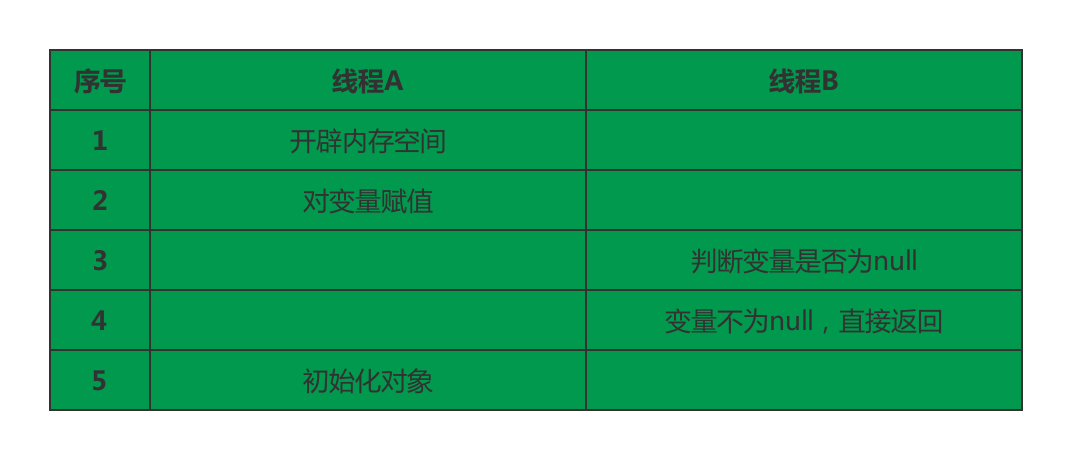 序号 线程A 线程B
1 开辟内存空间
2 对变量赋值
3 判断变量是否为null
4 变量不为null，直接返回
5 初始化对象